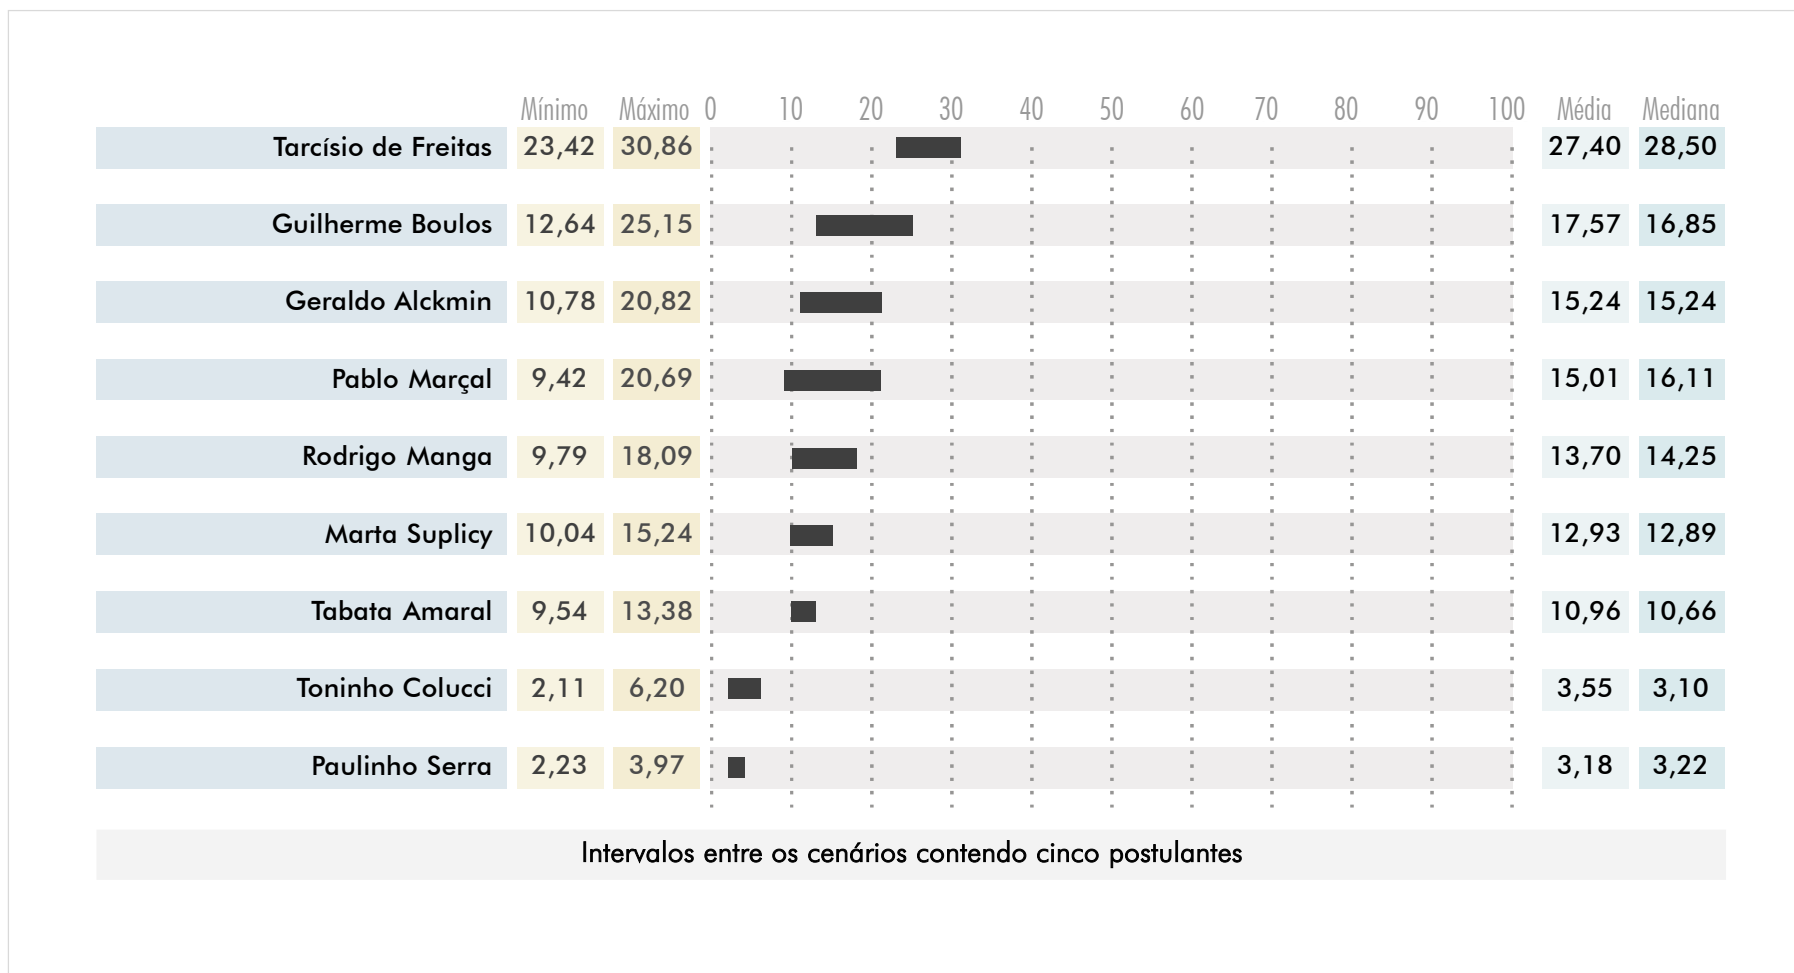 Mínimo Máximo 0 10 20 30 40 50 60 70 80 90 100 Média Mediana
Tarcísio de Freitas 23,42 30,86 27,40 28,50
Guilherme Boulos 12,64 25,15 17,57 16,85
Geraldo Alckmin 10,78 20,82 15,24 15,24
Pablo Marçal 9,42 20,69 15,01 16,11
Rodrigo Manga 9,79 18,09 13,70 14,25
Marta Suplicy 10,04 15,24 12,93 12,89
Tabata Amaral 9,54 13,38 10,96 10,66
Toninho Colucci 2,11 6,20 3,55 3,10
Paulinho Serra 2,23 3,97 3,18 3,22
Intervalos entre os cenários contendo cinco postulantes